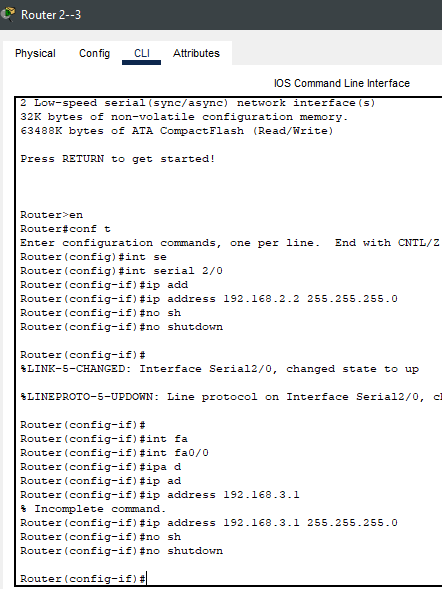 Router 2--3
Physical Config CLI Attributes
IOS Command Line Interface
2 Low-speed serial(sync/async) network interface(s)
32K bytes of non-volatile configuration memory.
63488K bytes of ATA CompactFlash (Read/Write)
Press RETURN to get started!
Router>en
Router#conf t
Enter configuration commands, one per line.  End with CNTL/Z
Router(config)#int se
Router(config)#int serial 2/0
Router(config-if)#ip add
Router(config-if)#ip address 192.168.2.2 255.255.255.0
Router(config-if)#no sh
Router(config-if)#no shutdown
Router(config-if)#
%LINK-5-CHANGED: Interface Serial2/0, changed state to up
%LINEPROTO-5-UPDOWN: Line protocol on Interface Serial2/0,
Router(config-if)#
Router(config-if)#int fa
Router(config-if)#int fa0/0
Router(config-if)#ipa d
Router(config-if)#ip ad
Router(config-if)#ip address 192.168.3.1
% Incomplete command.
Router(config-if)#ip address 192.168.3.1 255.255.255.0
Router(config-if)#no sh
Router(config-if)#no shutdown
Router(config-if)#